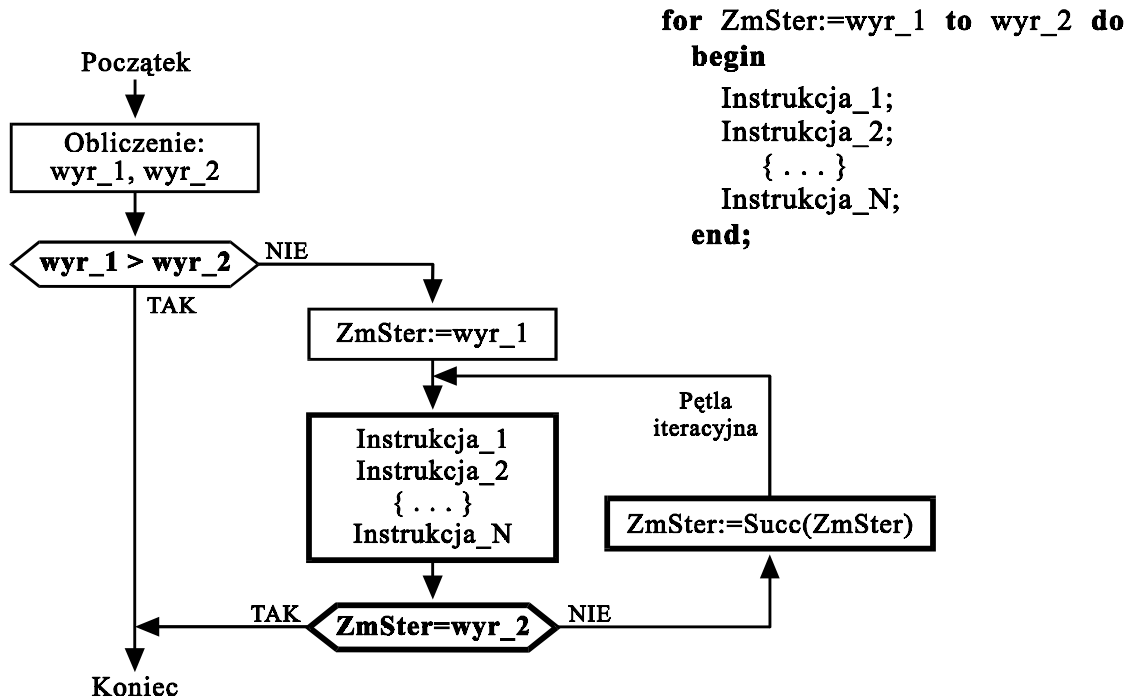 for ZmSter:=wyr_1 to wyr_2 do
begin
Instrukcja_1;
Instrukcja_2;
{ . . . }
Instrukcja_N;
end;
Początek
Obliczenie:
wyr_1, wyr_2
wyr_1 > wyr_2
NIE
TAK
ZmSter:=wyr_1
Pętla
iteracyjna
Instrukcja_1
Instrukcja_2
{ . . . }
Instrukcja_N
ZmSter:=Succ(ZmSter)
TAK
ZmSter=wyr_2
NIE
Koniec